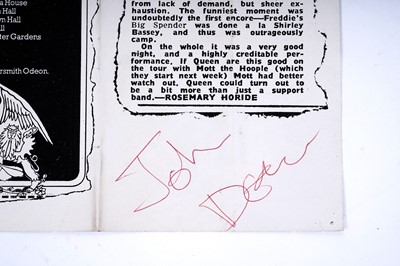 a House
Hall
Hall
n Hall
Hall
ter Gardens
ersmith Odeon.
from lack of demand, but sheer ex-
haustion. The funniest moment was
undoubtedly the first encore—Freddie's
Big Spender was done a la Shirley
Bassey, and thus was outrageously
camp.
On the whole it was a very good
night, and a highly creditable per-
formance, If Queen are this good on
the tour with Mott the Hoople (which
they start next week) Mott had better
watch out, Queen could turn out to
be a bit more than just a support
band.—ROSEMARY HORIDE
John
Deacon